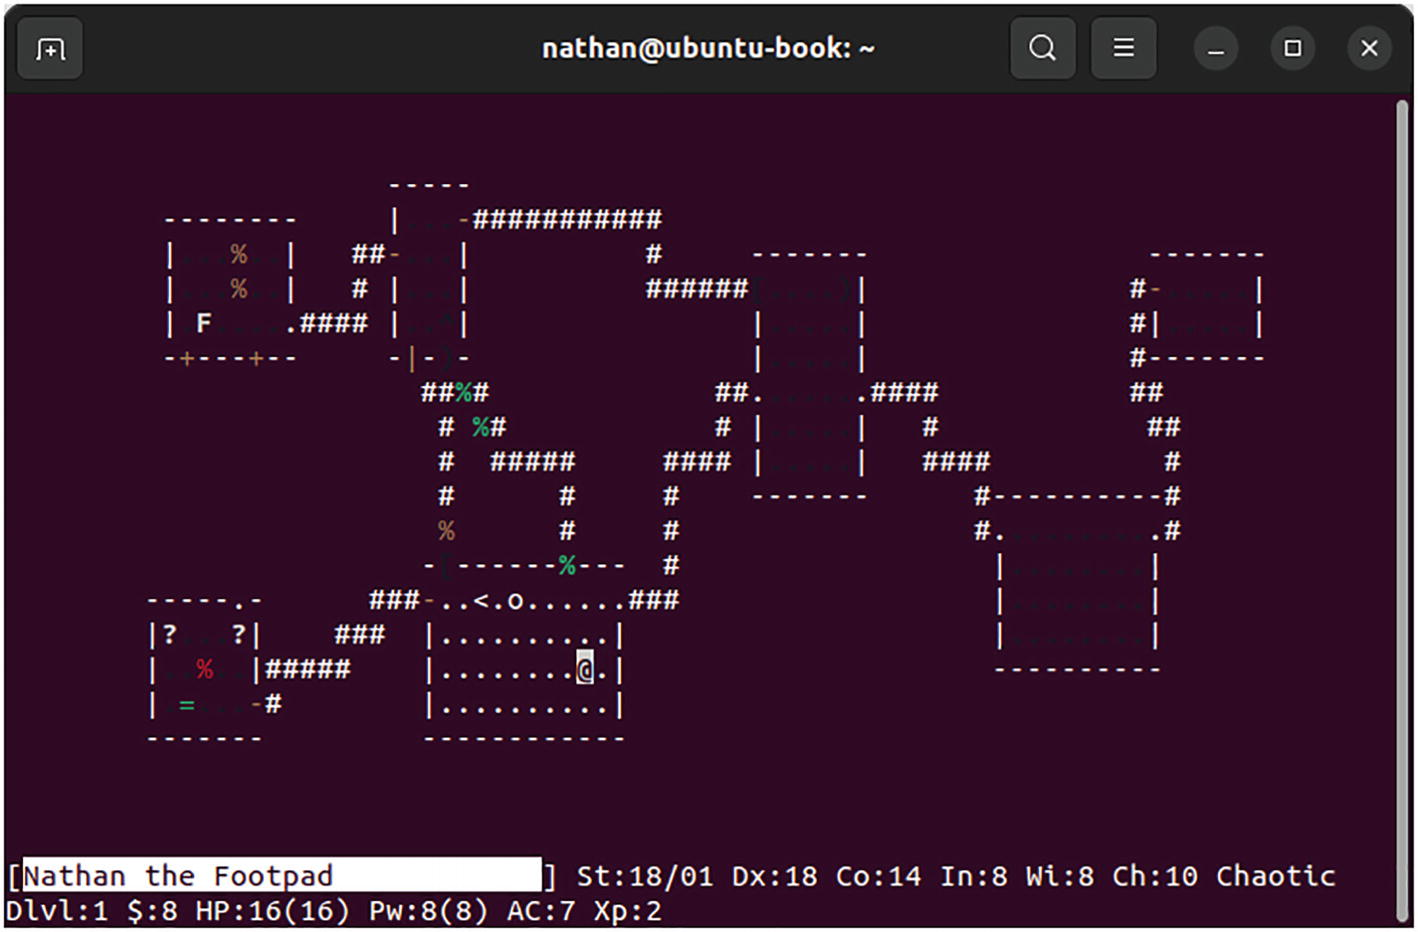 nathan@ubuntu-book: ~
-----
-------- |...-###########
|...%..| ##-...| # ------- -------
|   %..| # |...| ######.....)| #-.....|
| F.....#### |..^| |.....| #|.....|
-+---+-- -|-.- |.....| #-------
##%# ##.......#### ##
# %# # |.....| # ##
# ##### #### |.....| #### #
# # # ------- #----------#
% # # #...........#
-(------%--- # |.........|
-----.- ###-..<.o......### |.........|
|?...?| ### |..........| |.........|
|  %  |##### |........@.| ----------
| =...-# |..........|
------- ------------
[Nathan the Footpad ] St:18/01 Dx:18 Co:14 In:8 Wi:8 Ch:10 Chaotic
Dlvl:1 $:8 HP:16(16) Pw:8(8) AC:7 Xp:2